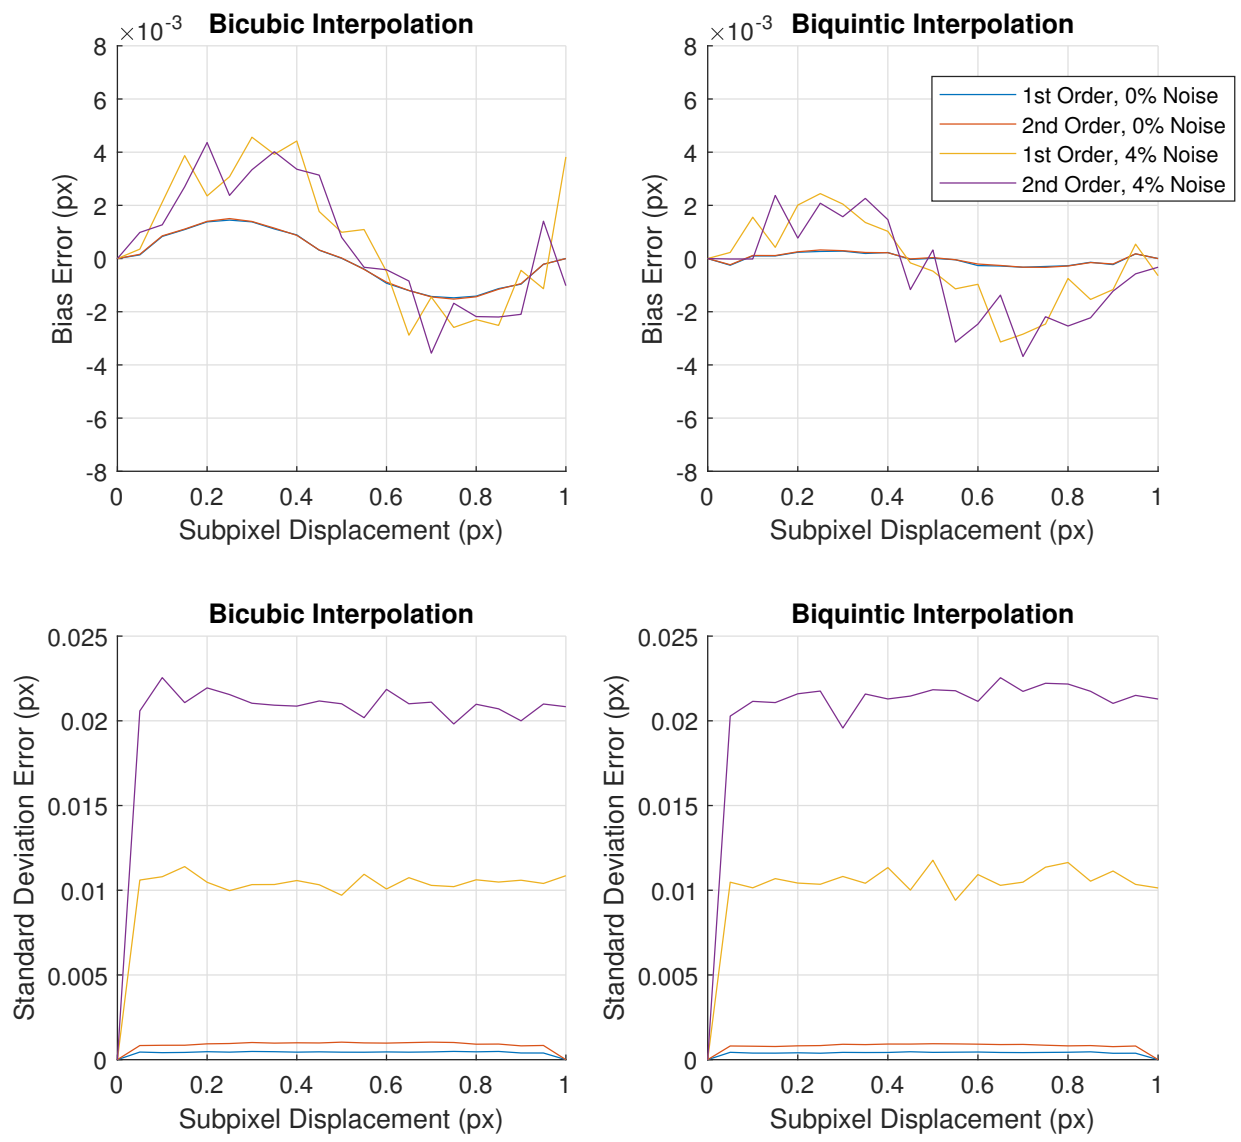 Bicubic Interpolation
×10-3
8
6
4
2
0
-2
-4
-6
-8
Bias Error (px)
0 0.2 0.4 0.6 0.8 1
Subpixel Displacement (px)
Biquintic Interpolation
×10-3
8
6
4
2
0
-2
-4
-6
-8
Bias Error (px)
1st Order, 0% Noise
2nd Order, 0% Noise
1st Order, 4% Noise
2nd Order, 4% Noise
0 0.2 0.4 0.6 0.8 1
Subpixel Displacement (px)
Bicubic Interpolation
0.025
0.02
0.015
0.01
0.005
0
Standard Deviation Error (px)
0 0.2 0.4 0.6 0.8 1
Subpixel Displacement (px)
Biquintic Interpolation
0.025
0.02
0.015
0.01
0.005
0
Standard Deviation Error (px)
0 0.2 0.4 0.6 0.8 1
Subpixel Displacement (px)